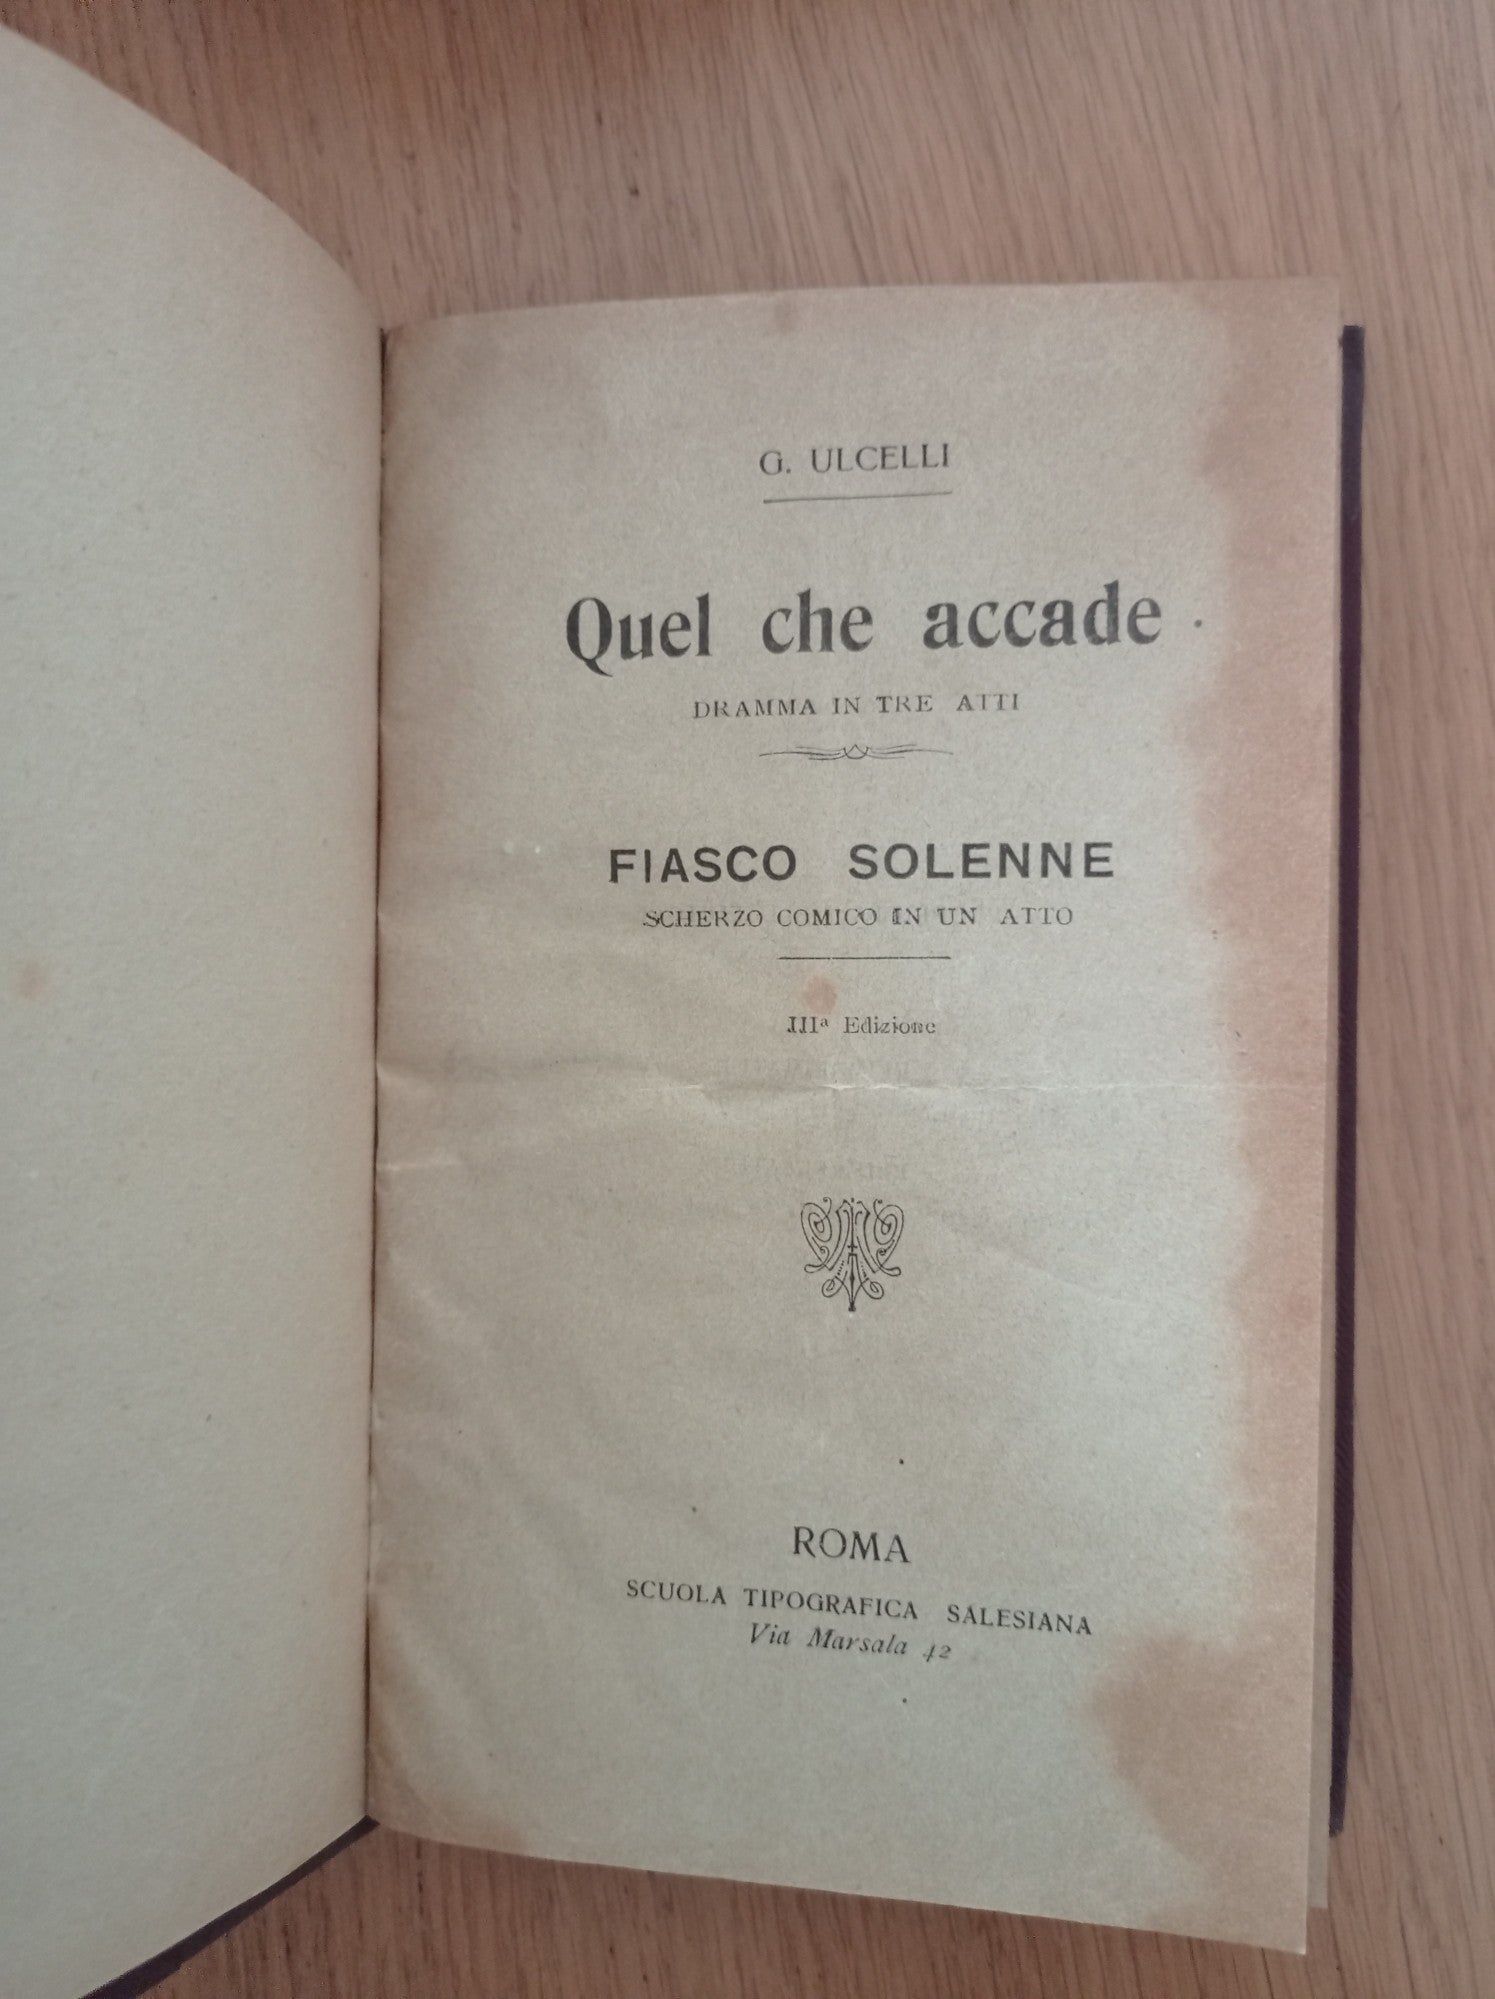 G. ULCELLI
Quel che accade
DRAMMA IN TRE ATTI
FIASCO SOLENNE
SCHERZO COMICO IN UN ATTO
IIIª Edizione
ROMA
SCUOLA TIPOGRAFICA SALESIANA
Via Marsala 42